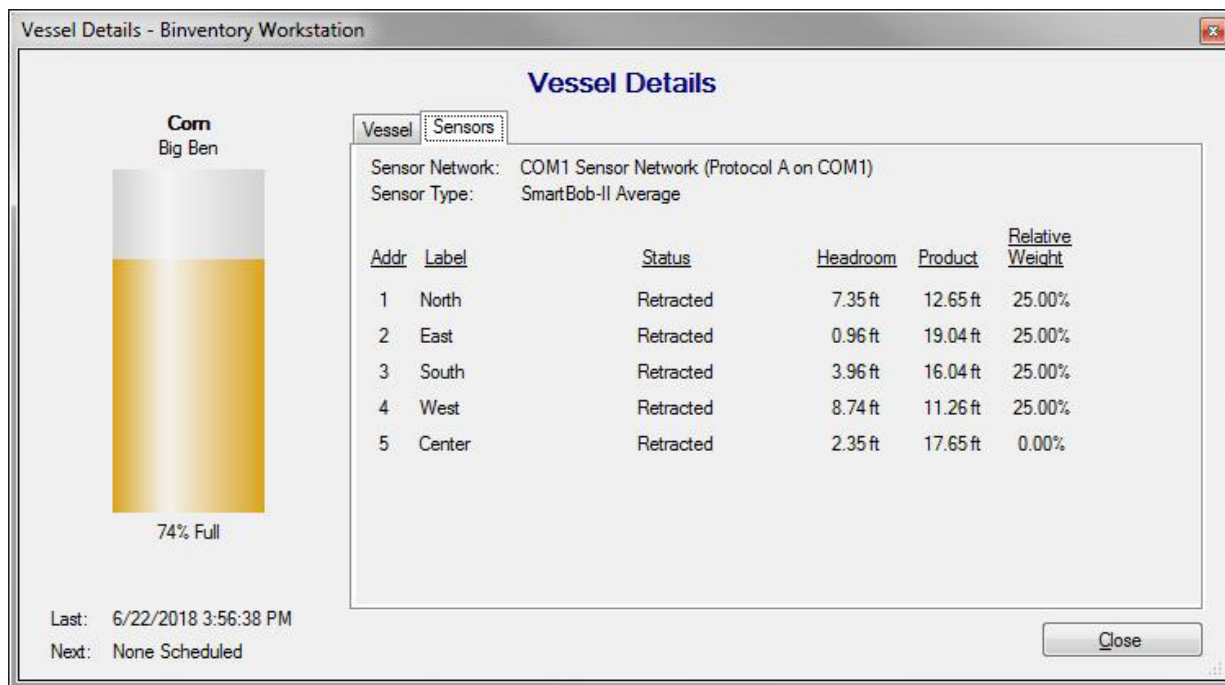 Vessel Details - Binventory Workstation
Vessel Details
Corn
Big Ben
74% Full
Last: 6/22/2018 3:56:38 PM
Next: None Scheduled
Vessel Sensors
Sensor Network: COM1 Sensor Network (Protocol A on COM1)
Sensor Type: SmartBob-II Average
Addr Label Status Headroom Product Relative Weight
1 North Retracted 7.35 ft 12.65 ft 25.00%
2 East Retracted 0.96 ft 19.04 ft 25.00%
3 South Retracted 3.96 ft 16.04 ft 25.00%
4 West Retracted 8.74 ft 11.26 ft 25.00%
5 Center Retracted 2.35 ft 17.65 ft 0.00%
Close